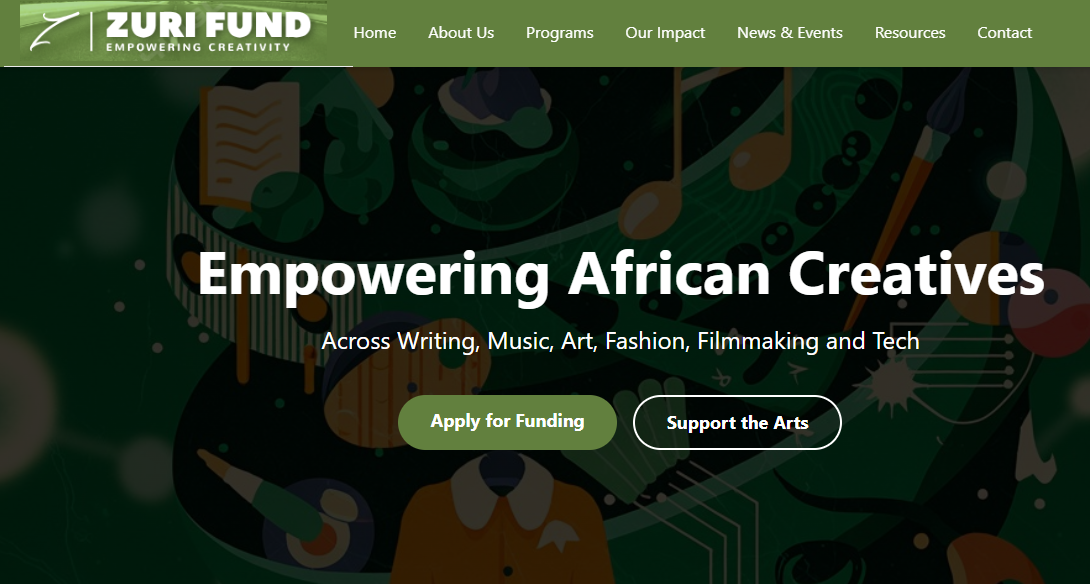 ZURI FUND
EMPOWERING CREATIVITY
Home About Us Programs Our Impact News & Events Resources Contact
Empowering African Creatives
Across Writing, Music, Art, Fashion, Filmmaking and Tech
Apply for Funding Support the Arts